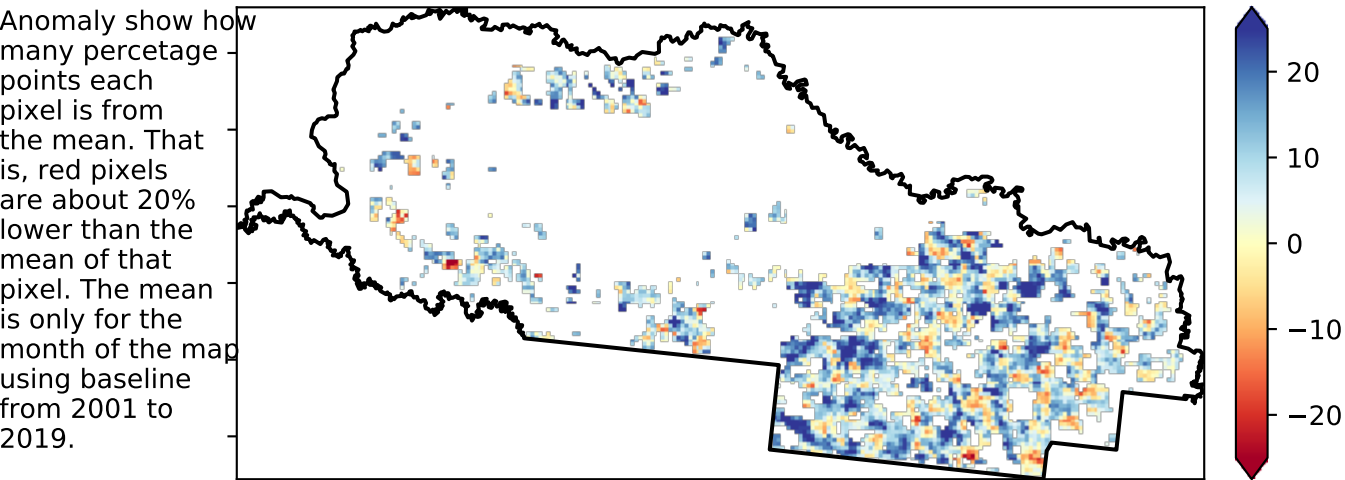 Anomaly show how
many percetage
points each
pixel is from
the mean. That
is, red pixels
are about 20%
lower than the
mean of that
pixel. The mean
is only for the
month of the map
using baseline
from 2001 to
2019.
20
10
0
−10
−20